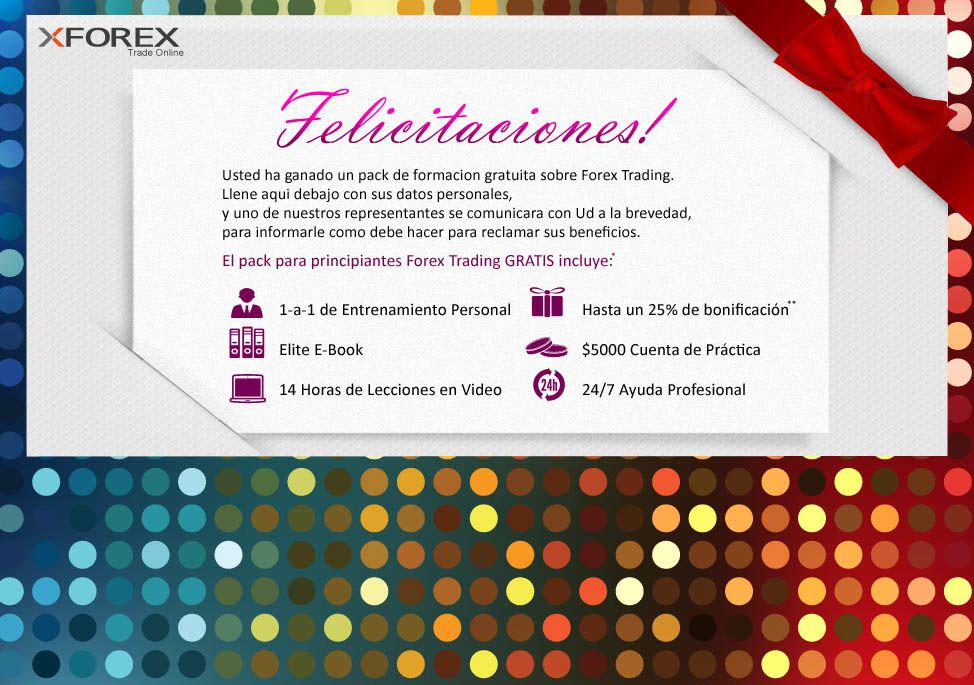 XFOREX
Trade Online
Felicitaciones!
Usted ha ganado un pack de formacion gratuita sobre Forex Trading.
Llene aqui debajo con sus datos personales,
y uno de nuestros representantes se comunicara con Ud a la brevedad,
para informarle como debe hacer para reclamar sus beneficios.
El pack para principiantes Forex Trading GRATIS incluye:*
1-a-1 de Entrenamiento Personal
Hasta un 25% de bonificación**
Elite E-Book
$5000 Cuenta de Práctica
14 Horas de Lecciones en Video
24h
24/7 Ayuda Profesional